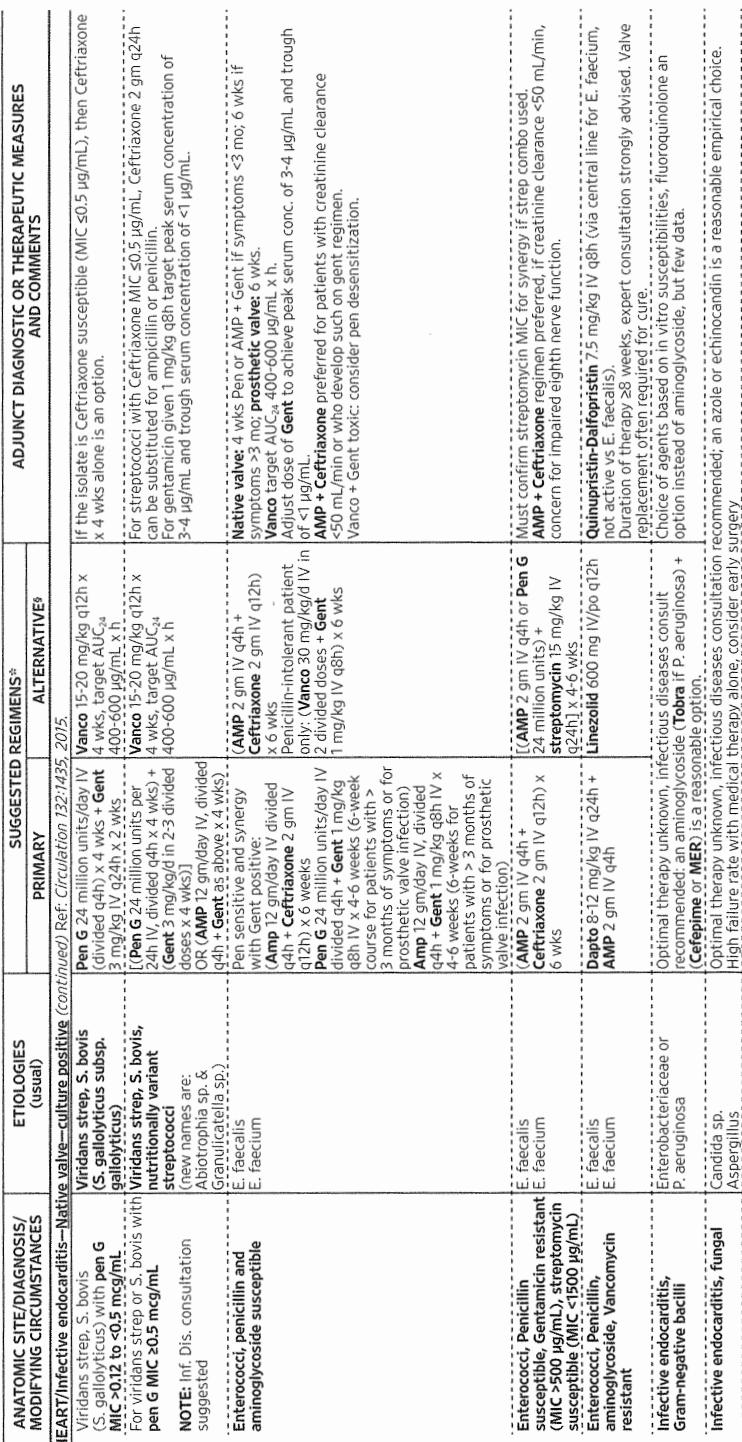 ANATOMIC SITE/DIAGNOSIS/
MODIFYING CIRCUMSTANCES
ETIOLOGIES
(usual)
SUGGESTED REGIMENS*
PRIMARY
ALTERNATIVE§
ADJUNCT DIAGNOSTIC OR THERAPEUTIC MEASURES
AND COMMENTS
HEART/Infective endocarditis—Native valve—culture positive (continued) Ref: Circulation 132:1435, 2015.
Viridans strep, S. bovis
(S. gallolyticus) with pen G
MIC >0.12 to <0.5 mcg/mL
Viridans strep, S. bovis
(S. gallolyticus subsp.
gallolyticus)
Pen G 24 million units/day IV
(divided q4h) x 4 wks + Gent
3 mg/kg IV q24h x 2 wks
Vanco 15-20 mg/kg q12h x
4 wks, target AUC24
400-600 µg/mL x h
If the isolate is Ceftriaxone susceptible (MIC ≤0.5 µg/mL), then Ceftriaxone
x 4 wks alone is an option.
For viridans strep or S. bovis with
pen G MIC ≥0.5 mcg/mL
NOTE: Inf. Dis. consultation
suggested
Viridans strep, S. bovis,
nutritionally variant
streptococci
(new names are:
Abiotrophia sp. &
Granulicatella sp.)
[(Pen G 24 million units per
24h IV, divided q4h x 4 wks) +
(Gent 3 mg/kg/d in 2-3 divided
doses x 4 wks)]
OR (AMP 12 gm/day IV, divided
q4h + Gent as above x 4 wks)
Vanco 15-20 mg/kg q12h x
4 wks, target AUC24
400-600 µg/mL x h
For streptococci with Ceftriaxone MIC ≤0.5 µg/mL, Ceftriaxone 2 gm q24h
can be substituted for ampicillin or penicillin.
For gentamicin given 1 mg/kg q8h target peak serum concentration of
3-4 µg/mL and trough serum concentration of <1 µg/mL.
Enterococci, penicillin and
aminoglycoside susceptible
E. faecalis
E. faecium
Pen sensitive and synergy
with Gent positive:
(Amp 12 gm/day IV divided
q4h + Ceftriaxone 2 gm IV
q12h) x 6 weeks
Pen G 24 million units/day IV
divided q4h + Gent 1 mg/kg
q8h IV x 4-6 weeks (6-week
course for patients with >
3 months of symptoms or for
prosthetic valve infection)
Amp 12 gm/day IV, divided
q4h + Gent 1 mg/kg q8h IV x
4-6 weeks (6-weeks for
patients with > 3 months of
symptoms or for prosthetic
valve infection)
(AMP 2 gm IV q4h +
Ceftriaxone 2 gm IV q12h)
x 6 wks
Penicillin-intolerant patient
only: (Vanco 30 mg/kg/d IV in
2 divided doses + Gent
1 mg/kg IV q8h) x 6 wks
Native valve: 4 wks Pen or AMP + Gent if symptoms <3 mo; 6 wks if
symptoms >3 mo; prosthetic valve: 6 wks.
Vanco target AUC24 400-600 µg/mL x h.
Adjust dose of Gent to achieve peak serum conc. of 3-4 µg/mL and trough
of <1 µg/mL.
AMP + Ceftriaxone preferred for patients with creatinine clearance
<50 mL/min or who develop such on gent regimen.
Vanco + Gent toxic: consider pen desensitization.
Enterococci, Penicillin
susceptible, Gentamicin resistant
(MIC >500 µg/mL), streptomycin
susceptible (MIC <1500 µg/mL)
E. faecalis
E. faecium
(AMP 2 gm IV q4h +
Ceftriaxone 2 gm IV q12h) x
6 wks
[(AMP 2 gm IV q4h or Pen G
24 million units) +
streptomycin 15 mg/kg IV
q24h] x 4-6 wks
Must confirm streptomycin MIC for synergy if strep combo used.
AMP + Ceftriaxone regimen preferred, if creatinine clearance <50 mL/min,
concern for impaired eighth nerve function.
Enterococci, Penicillin,
aminoglycoside, Vancomycin
resistant
E. faecalis
E. faecium
Dapto 8-12 mg/kg IV q24h +
AMP 2 gm IV q4h
Linezolid 600 mg IV/po q12h
Quinupristin-Dalfopristin 7.5 mg/kg IV q8h (via central line for E. faecium,
not active vs E. faecalis).
Duration of therapy ≥8 weeks, expert consultation strongly advised. Valve
replacement often required for cure.
Infective endocarditis,
Gram-negative bacilli
Enterobacteriaceae or
P. aeruginosa
Optimal therapy unknown, infectious diseases consult
recommended: an aminoglycoside (Tobra if P. aeruginosa) +
(Cefepime or MER) is a reasonable option.
Choice of agents based on in vitro susceptibilities, fluoroquinolone an
option instead of aminoglycoside, but few data.
Infective endocarditis, fungal
Candida sp.
Aspergillus
Optimal therapy unknown, infectious diseases consultation recommended; an azole or echinocandin is a reasonable empirical choice.
High failure rate with medical therapy alone, consider early surgery